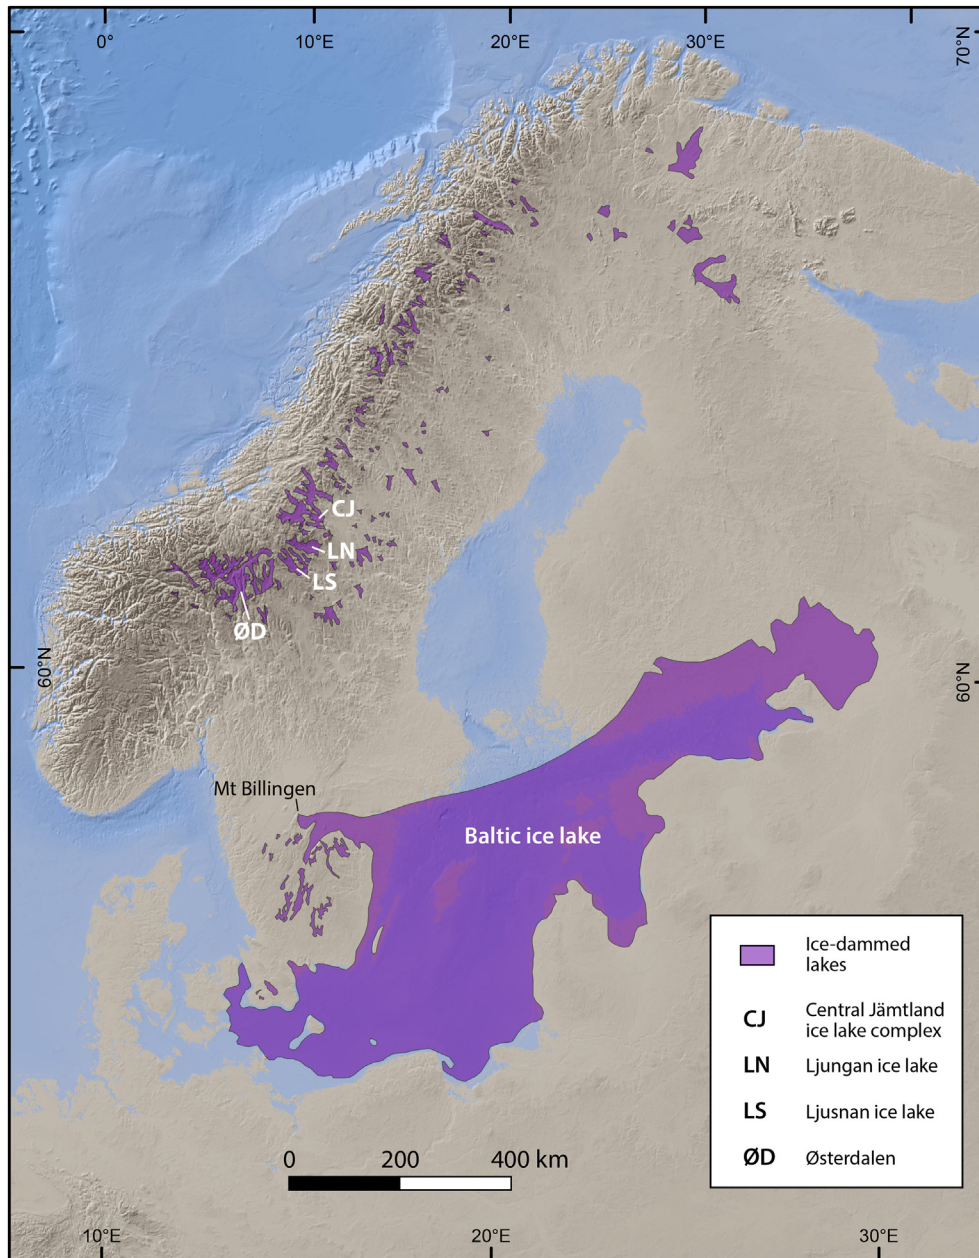 0°
10°E
20°E
30°E
70°N
CJ
LN
LS
ØD
60°N
60°N
Mt Billingen
Baltic ice lake
Ice-dammed
lakes
CJ Central Jämtland
ice lake complex
LN Ljungan ice lake
LS Ljusnan ice lake
ØD Østerdalen
0 200 400 km
10°E
20°E
30°E